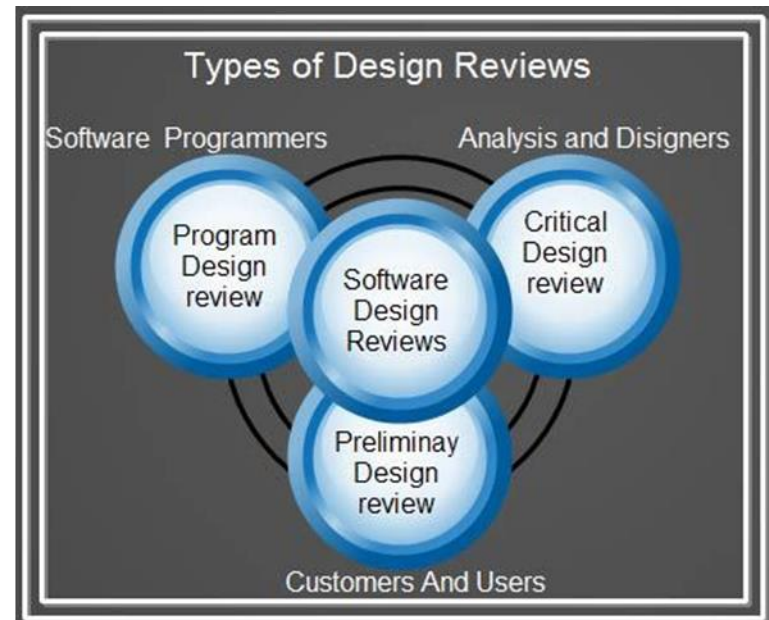 Types of Design Reviews
Software Programmers
Analysis and Disigners
Program
Design
review
Critical
Design
review
Software
Design
Reviews
Preliminay
Design
review
Customers And Users